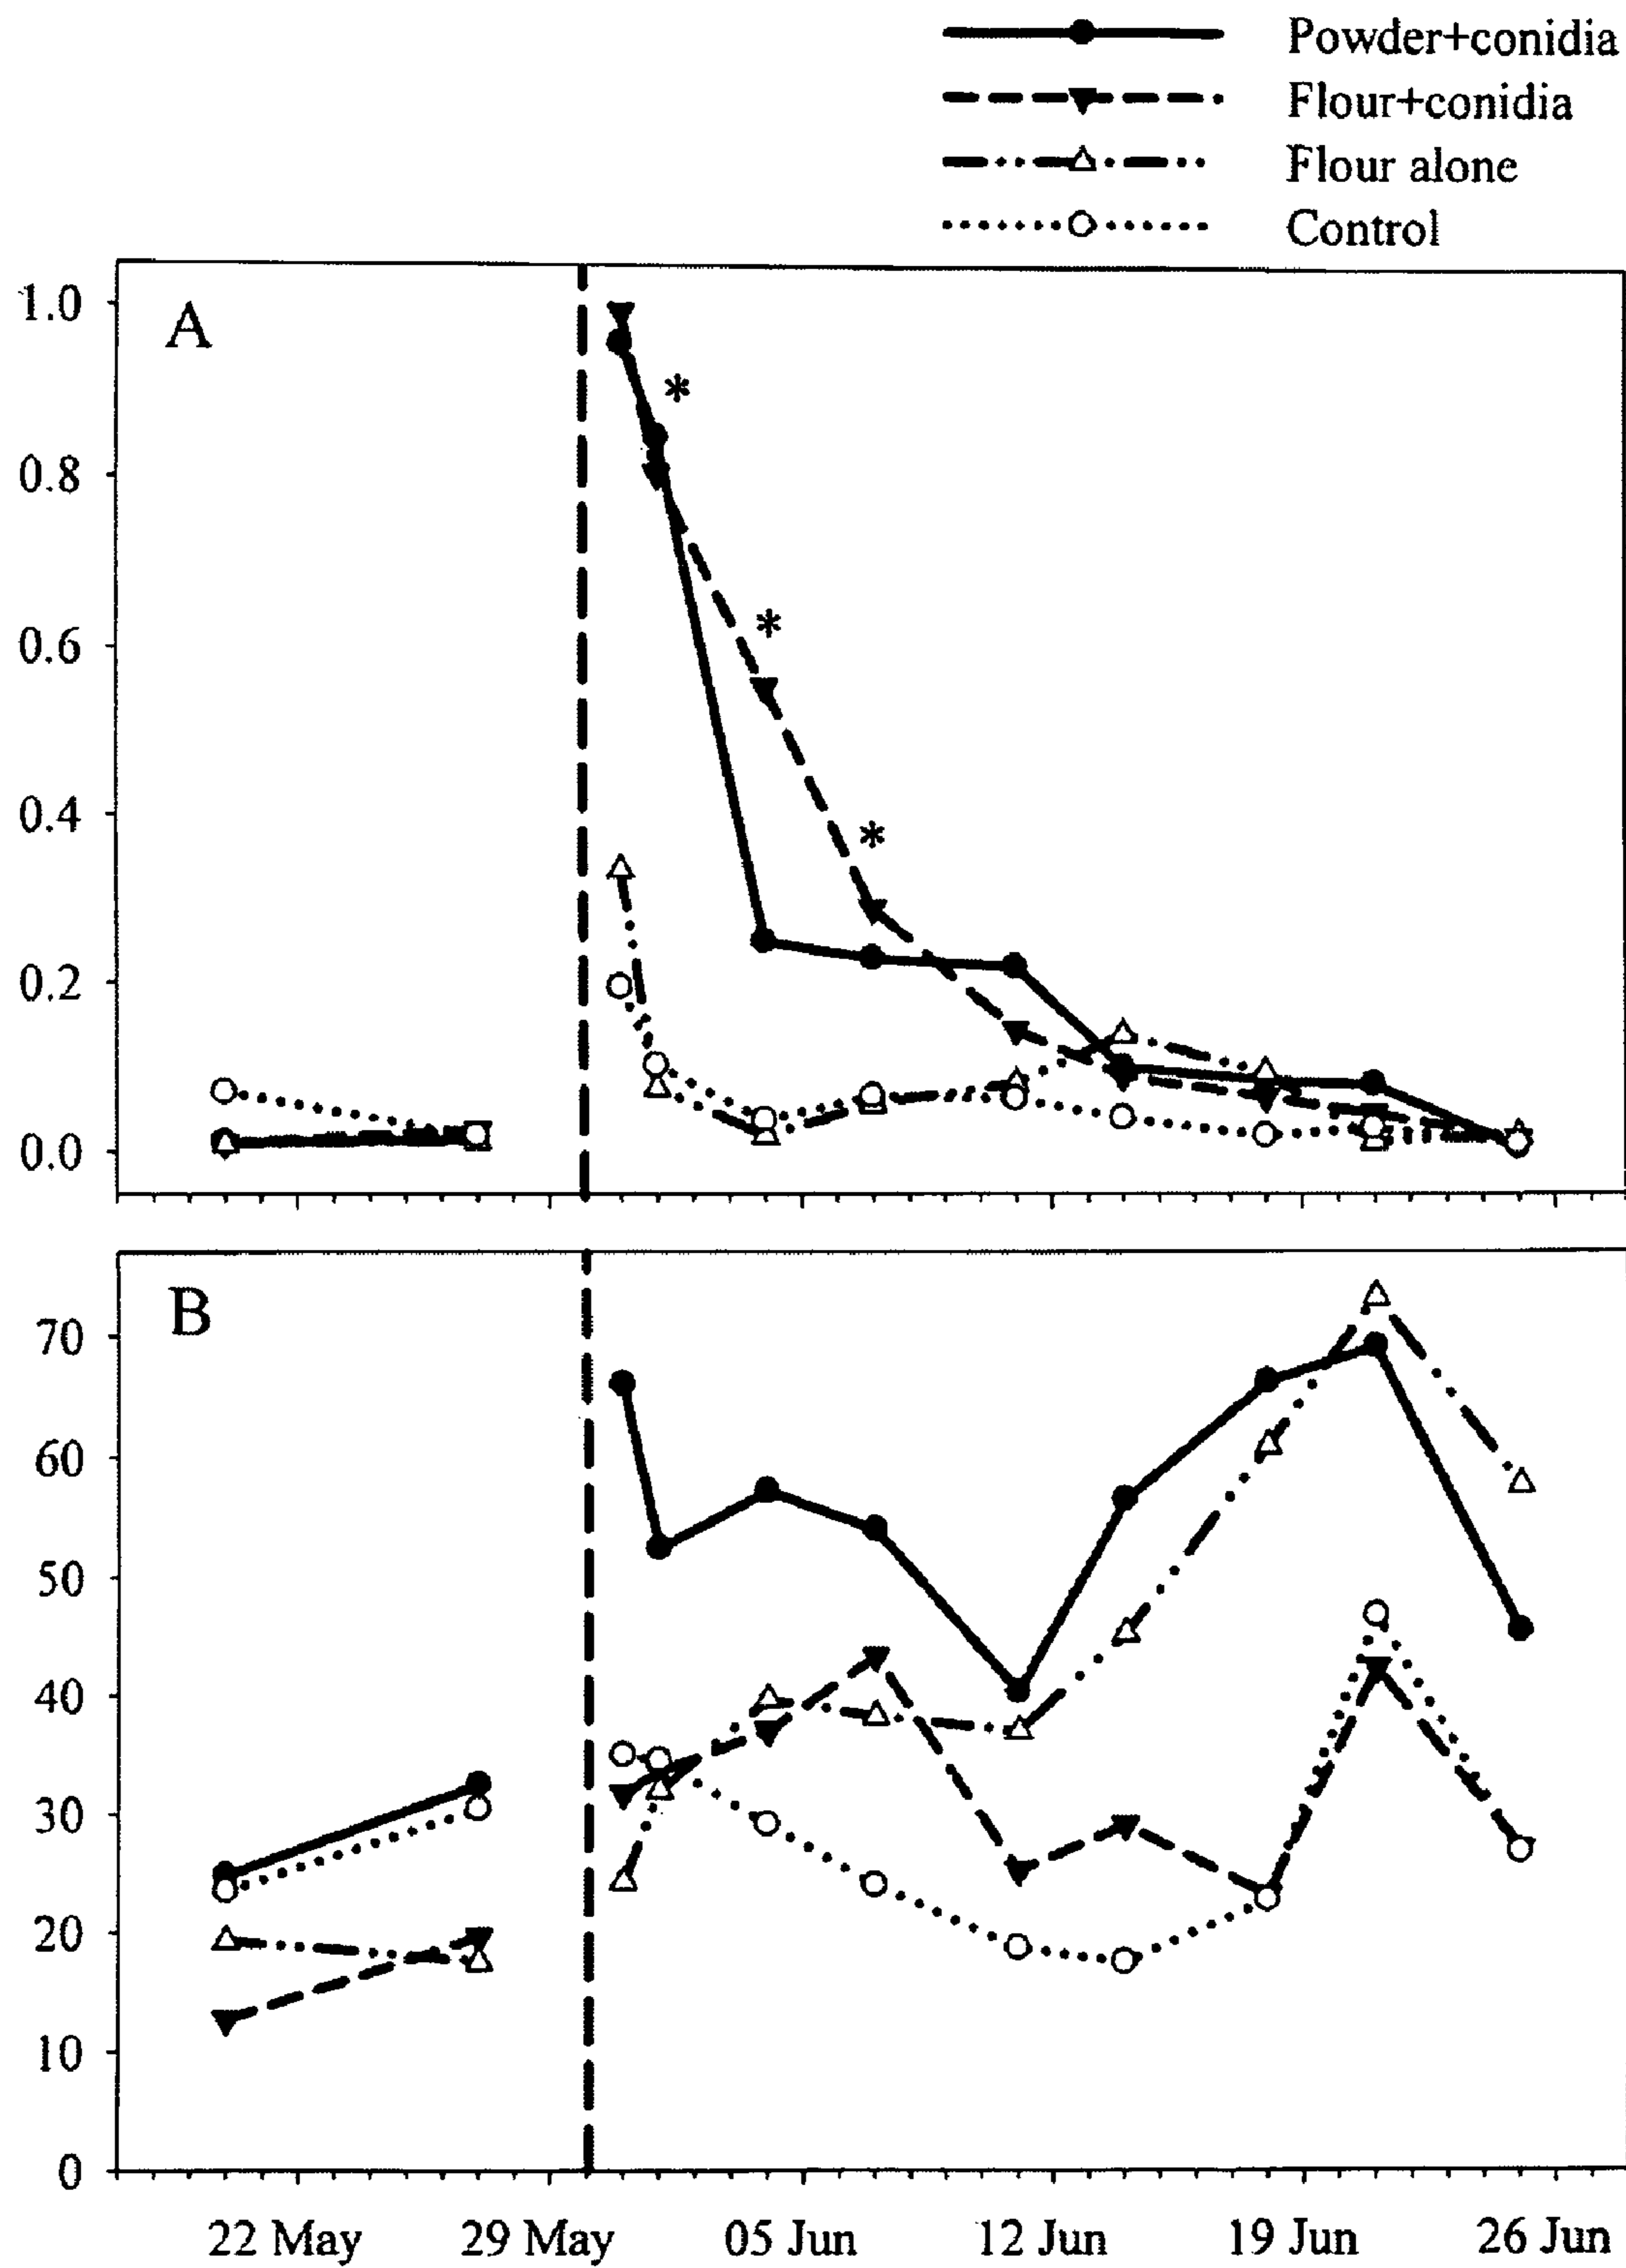 Powder+conidia
Flour+conidia
Flour alone
Control
A
1.0
*
0.8
*
0.6
*
0.4
0.2
0.0
B
70
60
50
40
30
20
10
0
22 May 29 May 05 Jun 12 Jun 19 Jun 26 Jun